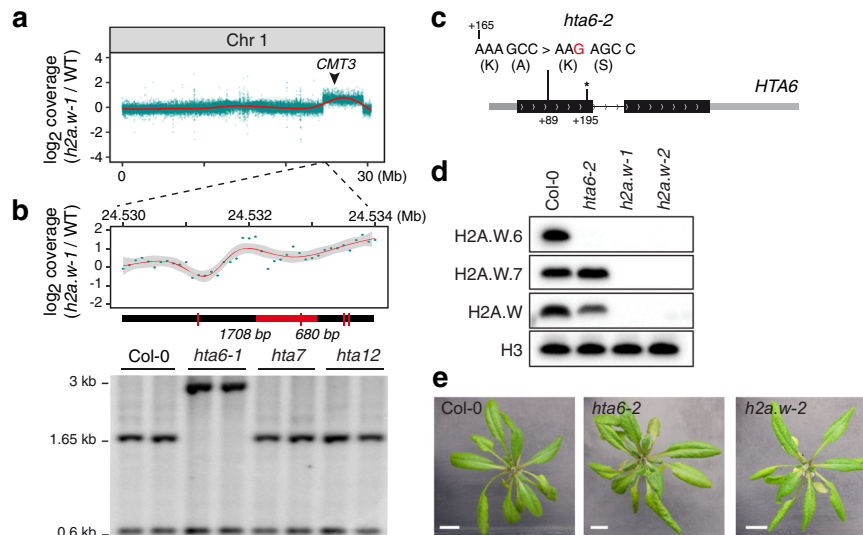 a
Chr 1
CMT3
log2 coverage
(h2a.w-1 / WT)
4
2
0
-2
-4
0
30 (Mb)
b
24.530
24.532
24.534 (Mb)
log2 coverage
(h2a.w-1 / WT)
2
1
0
-1
-2
1708 bp
680 bp
Col-0
hta6-1
hta7
hta12
3 kb
1.65 kb
0.6 kb
c
hta6-2
+165
AAA GCC > AAG AGC C
(K) (A) (K) (S)
*
HTA6
+89
+195
d
Col-0
hta6-2
h2a.w-1
h2a.w-2
H2A.W.6
H2A.W.7
H2A.W
H3
e
Col-0
hta6-2
h2a.w-2